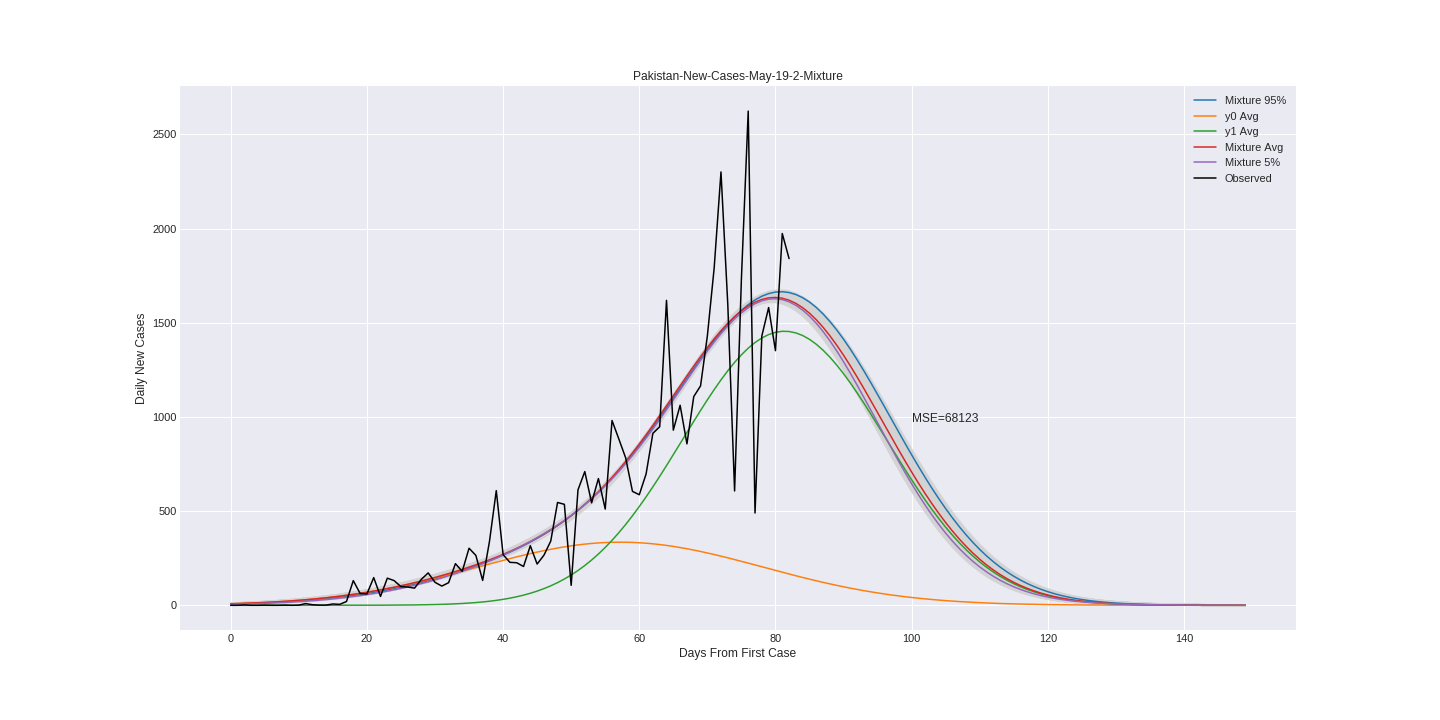 Pakistan-New-Cases-May-19-2-Mixture
Mixture 95%
y0 Avg
y1 Avg
Mixture Avg
Mixture 5%
Observed
2500
2000
1500
1000
500
0
Daily New Cases
MSE=68123
0 20 40 60 80 100 120 140
Days From First Case